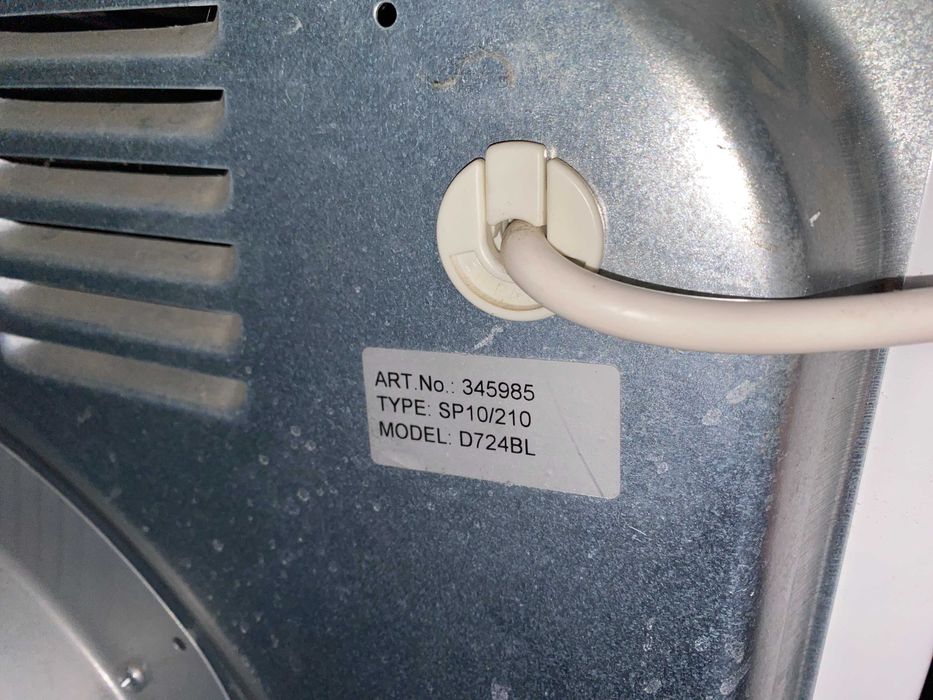 ART.No.: 345985
TYPE: SP10/210
MODEL: D724BL